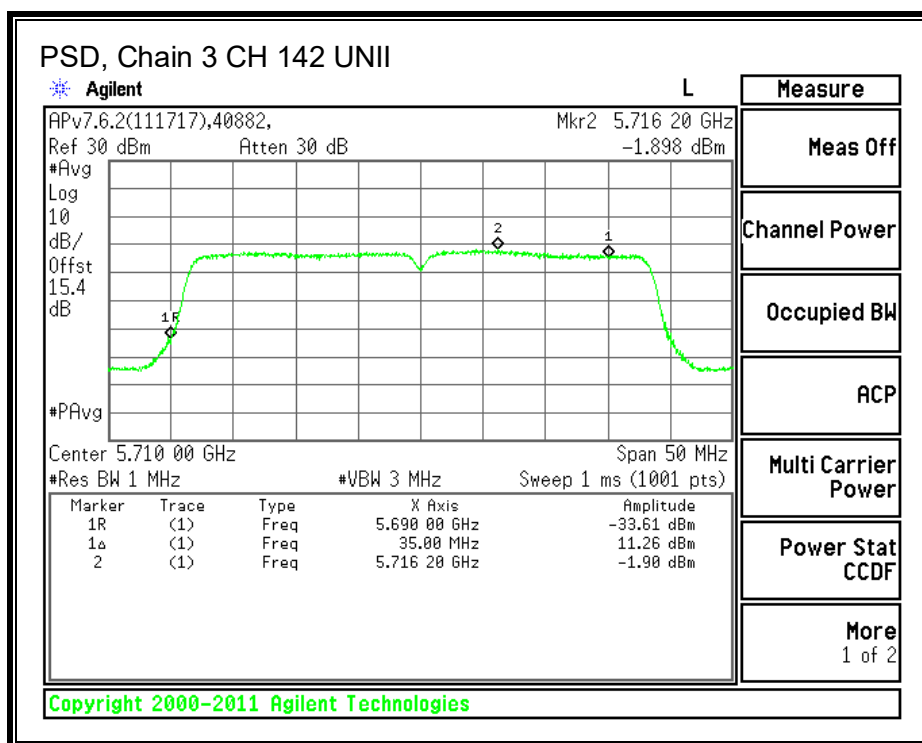 PSD, Chain 3 CH 142 UNII
Agilent L
APv7.6.2(111717),40882, Mkr2 5.716 20 GHz
Ref 30 dBm Atten 30 dB -1.898 dBm
#Avg
Log
10
dB/
Offst
15.4
dB
2
1
1R
#PAvg
Center 5.710 00 GHz Span 50 MHz
#Res BW 1 MHz #VBW 3 MHz Sweep 1 ms (1001 pts)
Marker Trace Type X Axis Amplitude
1R (1) Freq 5.690 00 GHz -33.61 dBm
1Δ (1) Freq 35.00 MHz 11.26 dBm
2 (1) Freq 5.716 20 GHz -1.90 dBm
Measure
Meas Off
Channel Power
Occupied BW
ACP
Multi Carrier
Power
Power Stat
CCDF
More
1 of 2
Copyright 2000-2011 Agilent Technologies